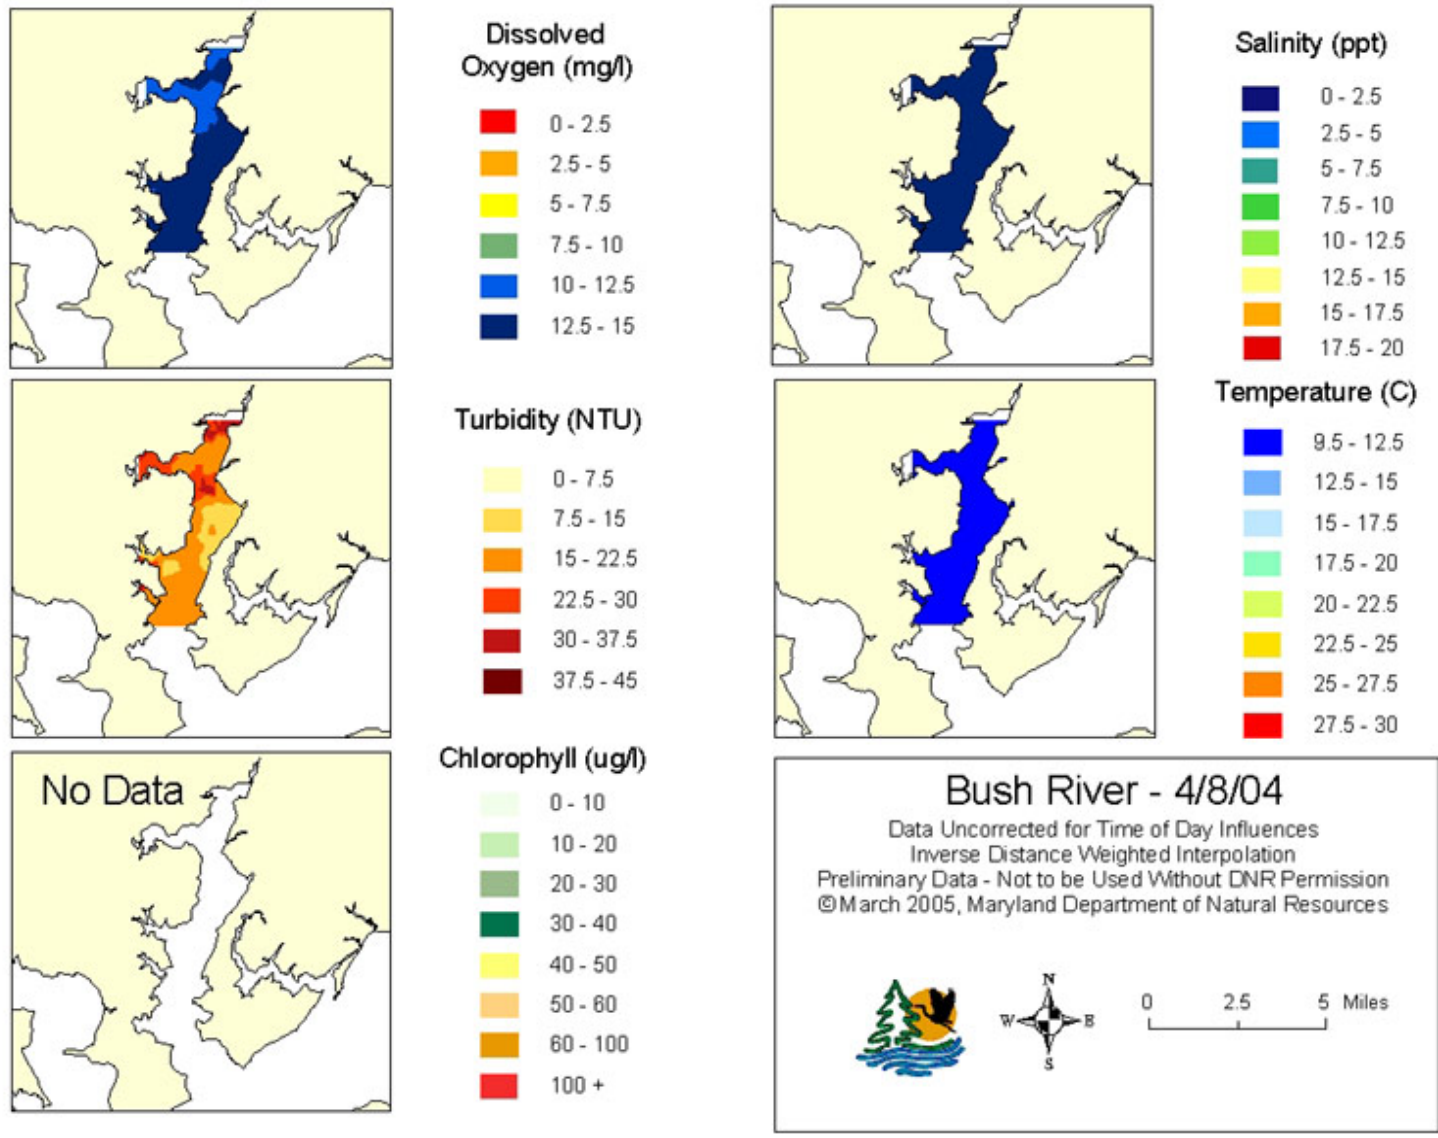 Dissolved
Oxygen (mg/l)
0 - 2.5
2.5 - 5
5 - 7.5
7.5 - 10
10 - 12.5
12.5 - 15
Salinity (ppt)
0 - 2.5
2.5 - 5
5 - 7.5
7.5 - 10
10 - 12.5
12.5 - 15
15 - 17.5
17.5 - 20
Turbidity (NTU)
0 - 7.5
7.5 - 15
15 - 22.5
22.5 - 30
30 - 37.5
37.5 - 45
Temperature (C)
9.5 - 12.5
12.5 - 15
15 - 17.5
17.5 - 20
20 - 22.5
22.5 - 25
25 - 27.5
27.5 - 30
No Data
Chlorophyll (ug/l)
0 - 10
10 - 20
20 - 30
30 - 40
40 - 50
50 - 60
60 - 100
100 +
Bush River - 4/8/04
Data Uncorrected for Time of Day Influences
Inverse Distance Weighted Interpolation
Preliminary Data - Not to be Used Without DNR Permission
©March 2005, Maryland Department of Natural Resources
N
W E
S
0 2.5 5 Miles